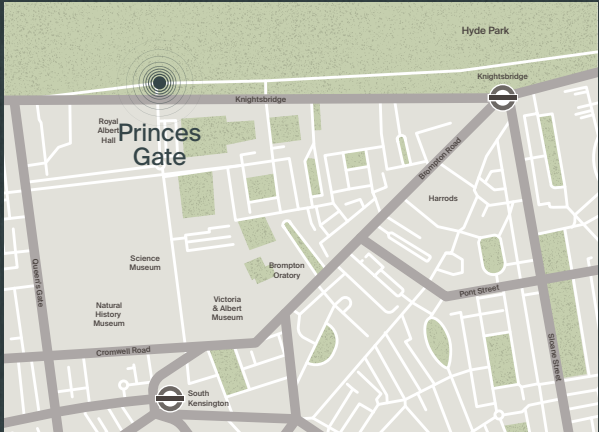 Hyde Park
Knightsbridge
Knightsbridge
Royal
Albert
Hall
Princes
Gate
Brompton Road
Harrods
Science
Museum
Brompton
Oratory
Queen's Gate
Natural
History
Museum
Victoria
& Albert
Museum
Pont Street
Cromwell Road
Sloane Street
South
Kensington